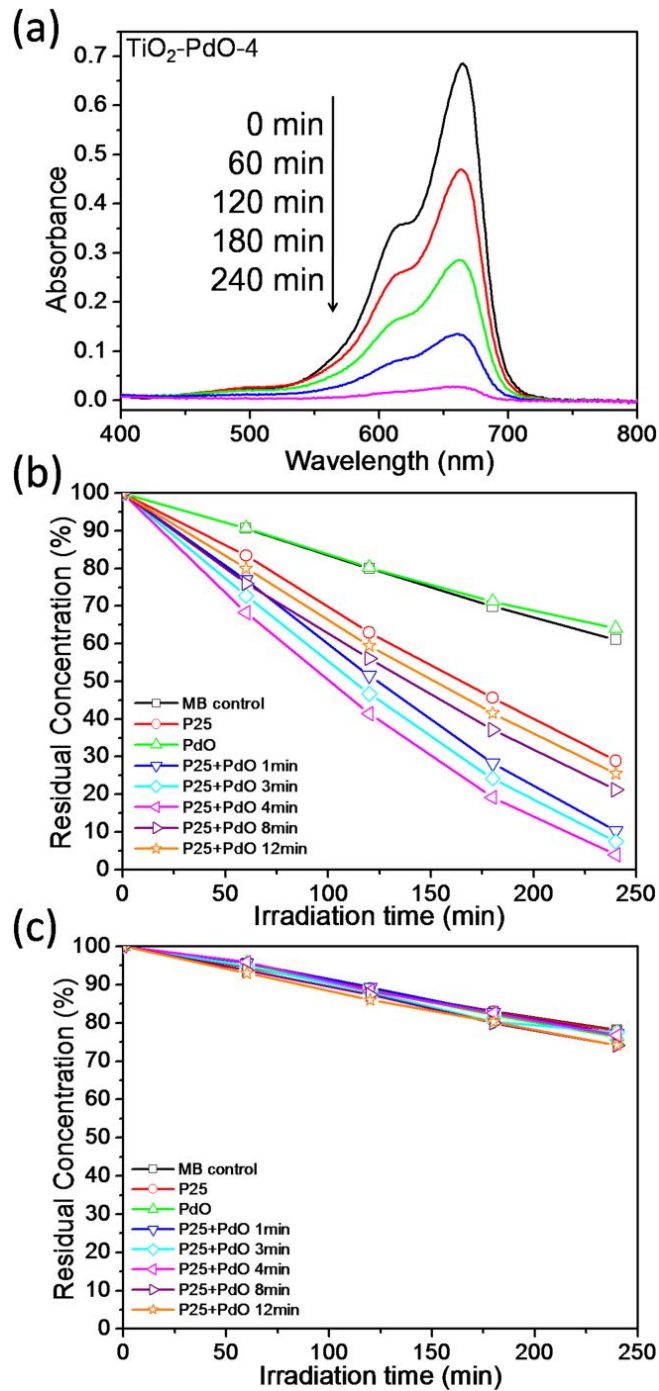 (a)
TiO2-PdO-4
0.7
0.6
0.5
0.4
0.3
0.2
0.1
0.0
Absorbance
0 min
60 min
120 min
180 min
240 min
400 500 600 700 800
Wavelength (nm)
(b)
100
90
80
70
60
50
40
30
20
10
0
Residual Concentration (%)
MB control
P25
PdO
P25+PdO 1min
P25+PdO 3min
P25+PdO 4min
P25+PdO 8min
P25+PdO 12min
0 50 100 150 200 250
Irradiation time (min)
(c)
100
90
80
70
60
50
40
30
20
10
0
Residual Concentration (%)
MB control
P25
PdO
P25+PdO 1min
P25+PdO 3min
P25+PdO 4min
P25+PdO 8min
P25+PdO 12min
0 50 100 150 200 250
Irradiation time (min)